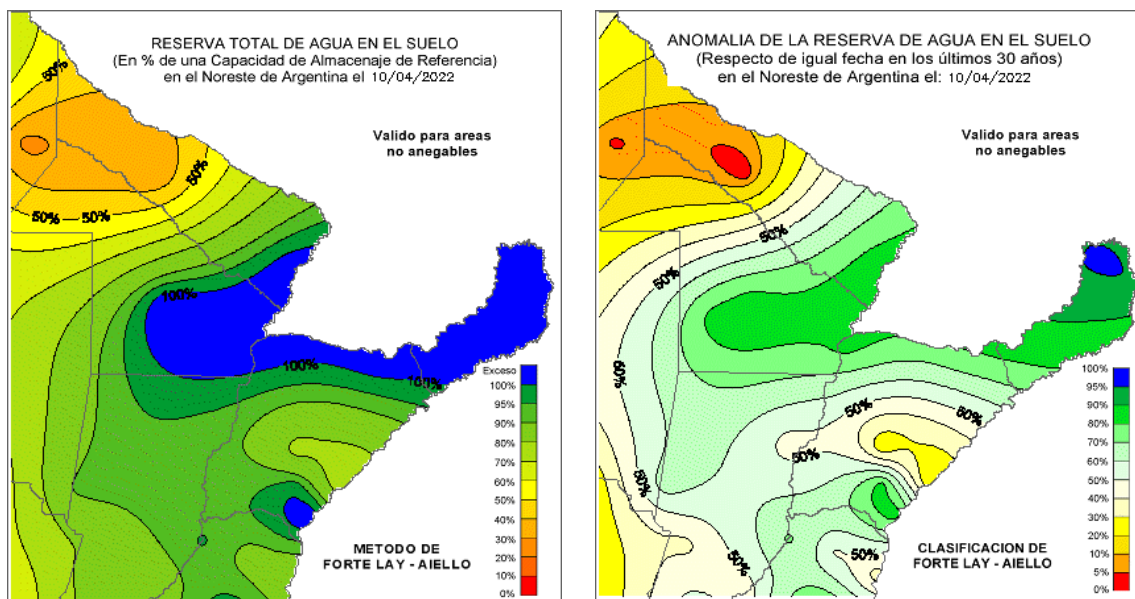 RESERVA TOTAL DE AGUA EN EL SUELO
(En % de una Capacidad de Almacenaje de Referencia)
en el Noreste de Argentina el 10/04/2022
Valido para areas
no anegables
50%
50%
50%
50%
100%
100%
100%
Exceso
100%
95%
90%
80%
70%
60%
50%
40%
30%
20%
10%
0%
METODO DE
FORTE LAY - AIELLO
ANOMALIA DE LA RESERVA DE AGUA EN EL SUELO
(Respecto de igual fecha en los últimos 30 años)
en el Noreste de Argentina el: 10/04/2022
Valido para areas
no anegables
50%
50%
60%
50%
50%
50%
50%
100%
95%
90%
80%
70%
60%
50%
40%
30%
20%
10%
5%
0%
CLASIFICACION DE
FORTE LAY - AIELLO